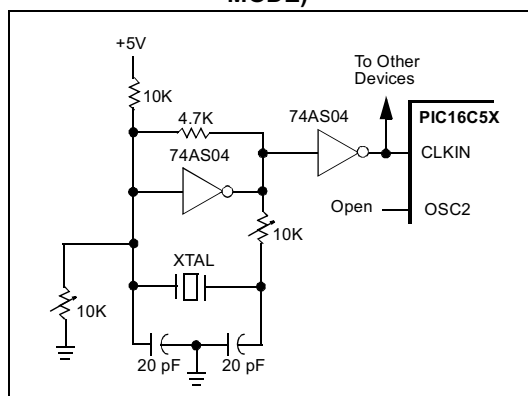 MODE)
+5V
10K
4.7K
74AS04
74AS04
To Other
Devices
PIC16C5X
CLKIN
Open
OSC2
10K
XTAL
10K
20 pF
20 pF